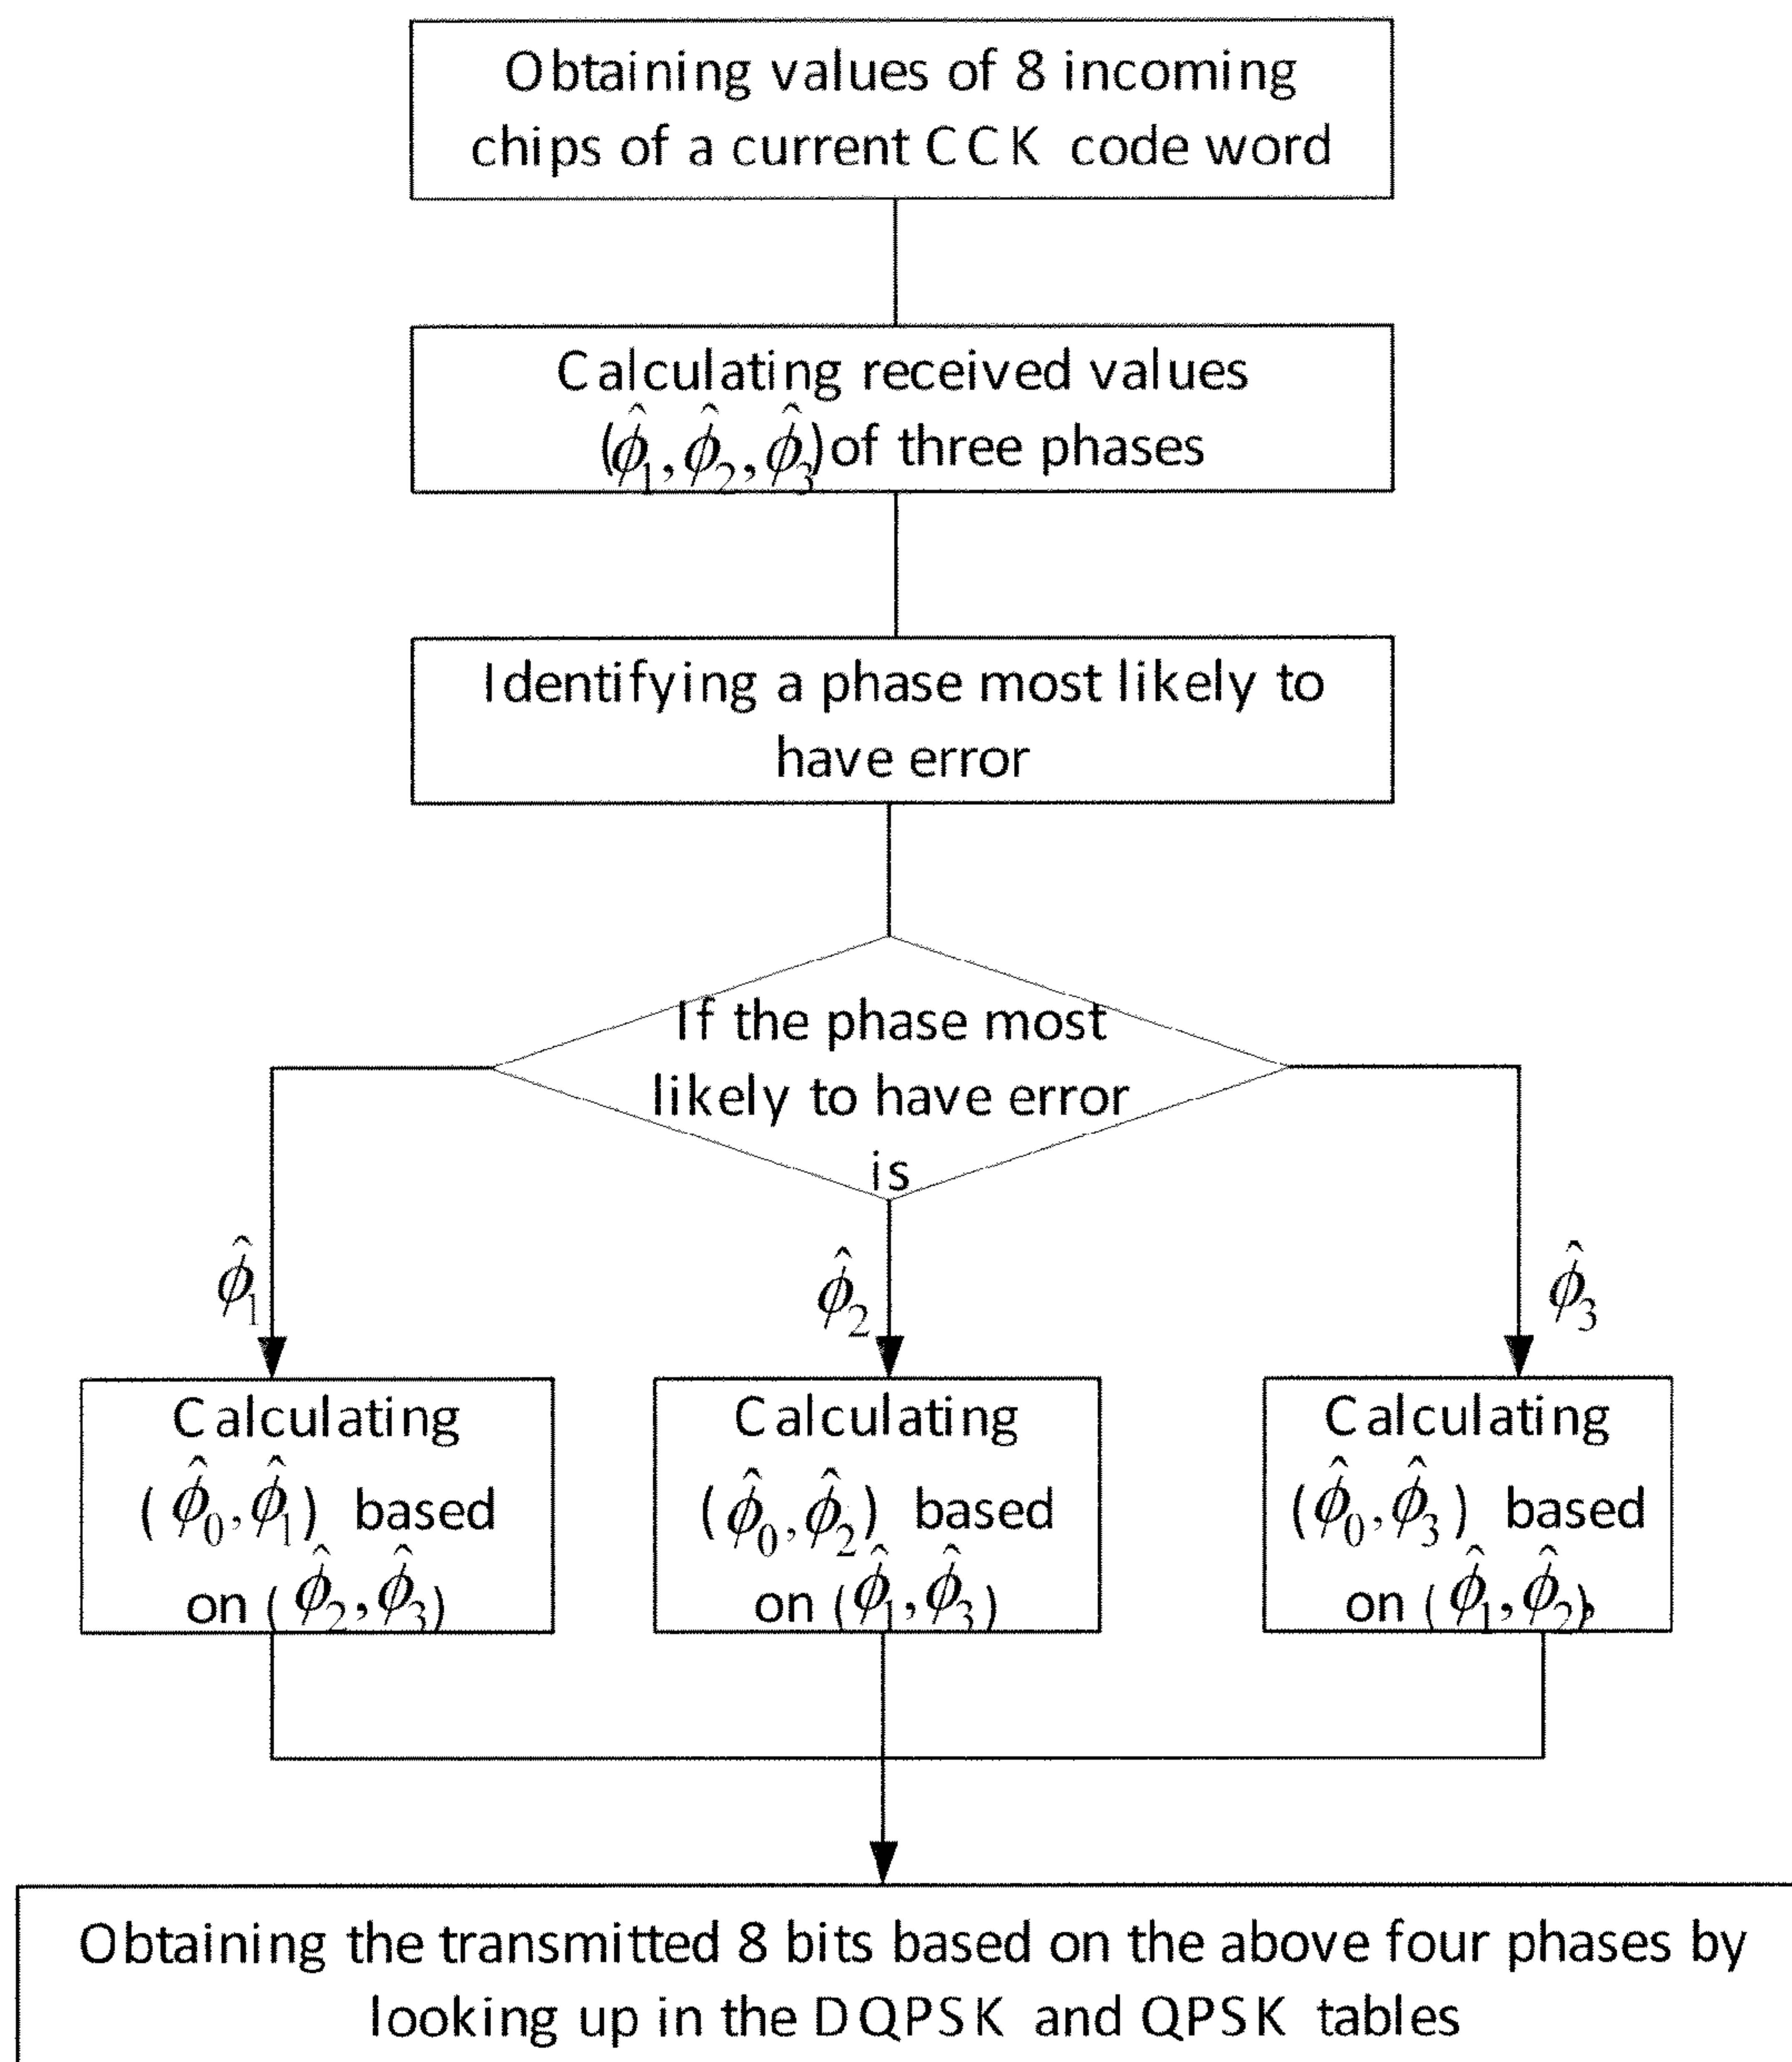 Obtaining values of 8 incoming
chips of a current CCK code word
Calculating received values
(ϕ̂₁,ϕ̂₂,ϕ̂₃)of three phases
Identifying a phase most likely to
have error
If the phase most
likely to have error
is
ϕ̂₁
ϕ̂₂
ϕ̂₃
Calculating
(ϕ̂₀,ϕ̂₁) based
on (ϕ̂₂,ϕ̂₃)
Calculating
(ϕ̂₀,ϕ̂₂) based
on (ϕ̂₁,ϕ̂₃)
Calculating
(ϕ̂₀,ϕ̂₃) based
on (ϕ̂₁,ϕ̂₂),
Obtaining the transmitted 8 bits based on the above four phases by
looking up in the DQPSK and QPSK tables